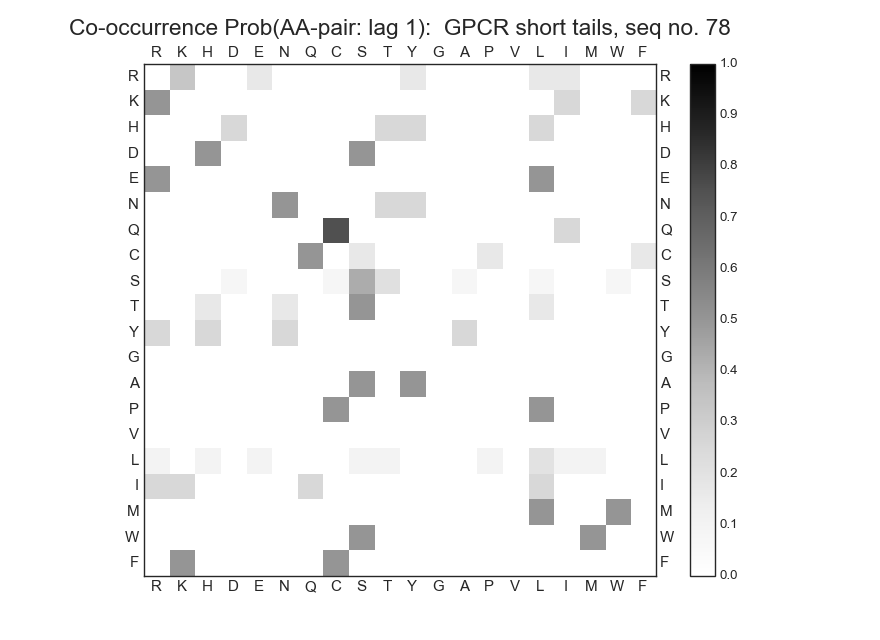 Co-occurrence Prob(AA-pair: lag 1):  GPCR short tails, seq no. 78
R K H D E N Q C S T Y G A P V L I M W F
R R 1.0
K K 0.9
H H
D D 0.8
E E
N N 0.7
Q Q
C C 0.6
S S
T T 0.5
Y Y
G G 0.4
A A
P P 0.3
V V
L L 0.2
I I
M M 0.1
W W
F F 0.0
R K H D E N Q C S T Y G A P V L I M W F